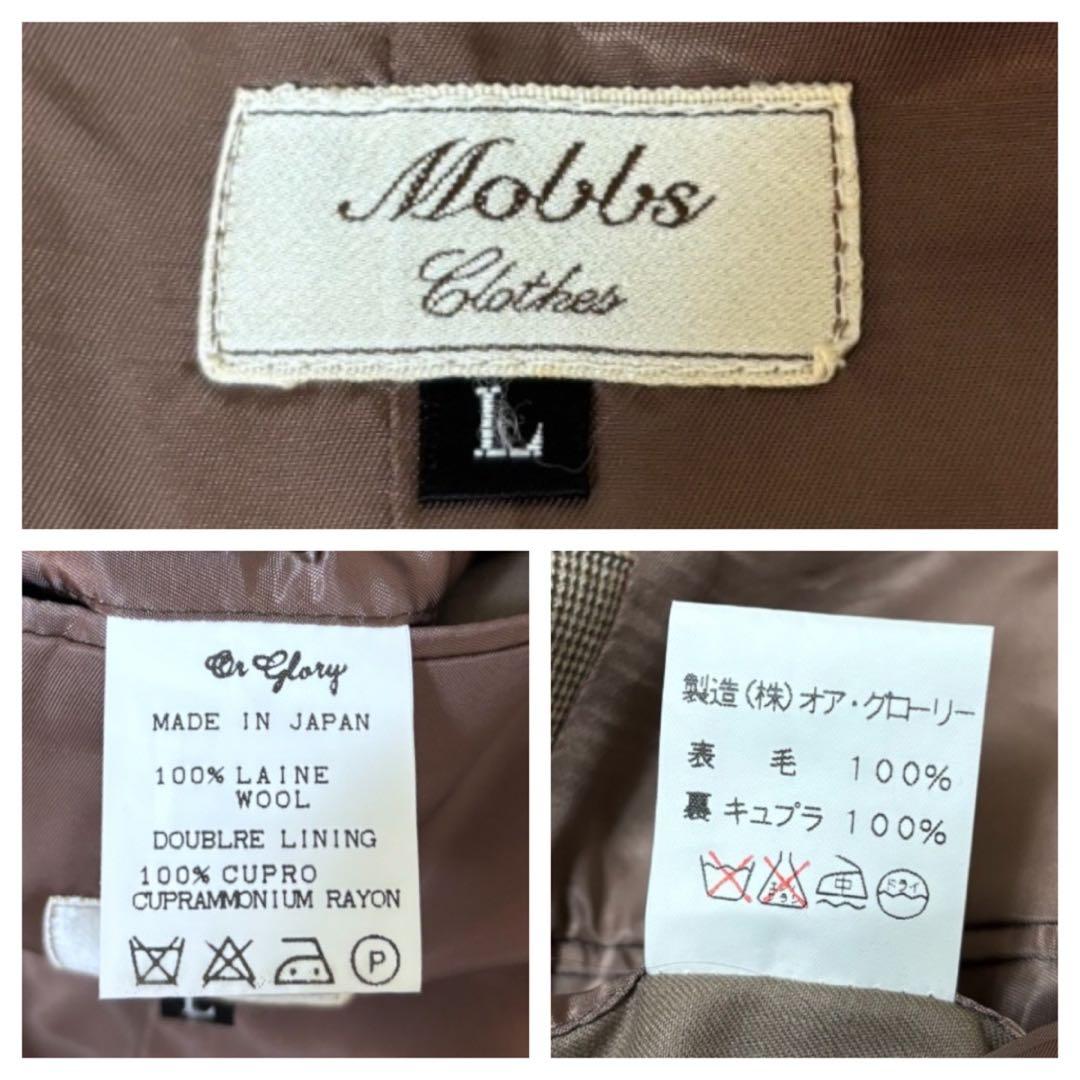 Mobbs
Clothes
L
Or Glory
MADE IN JAPAN
100% LAINE
WOOL
DOUBLRE LINING
100% CUPRO
CUPRAMMONIUM RAYON
P
L
製造(株)オア・グローリー
表 毛 100%
裏 キュプラ 100%
中 ドライ